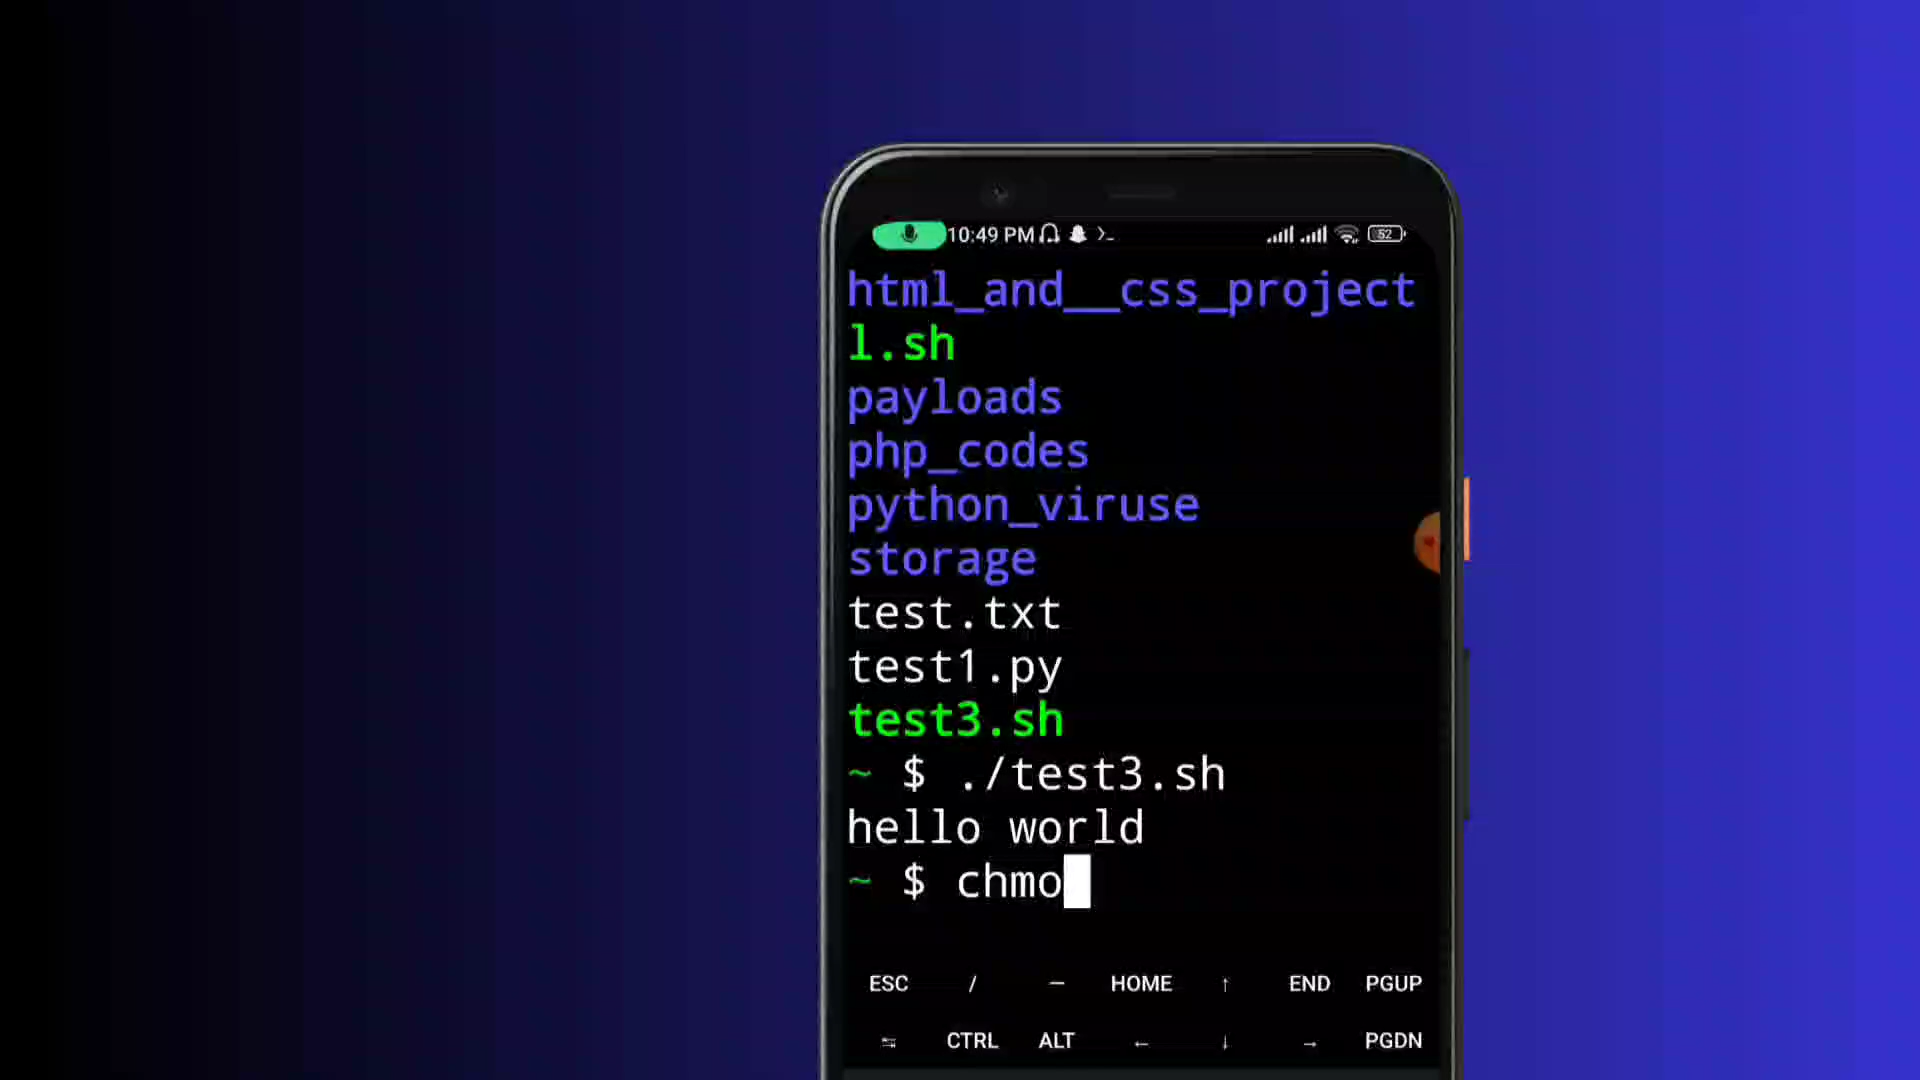 10:49 PM
52
html_and__css_project
l.sh
payloads
php_codes
python_viruse
storage
test.txt
test1.py
test3.sh
~ $ ./test3.sh
hello world
~ $ chmo
ESC / — HOME ↑ END PGUP
CTRL ALT ← ↓ → PGDN